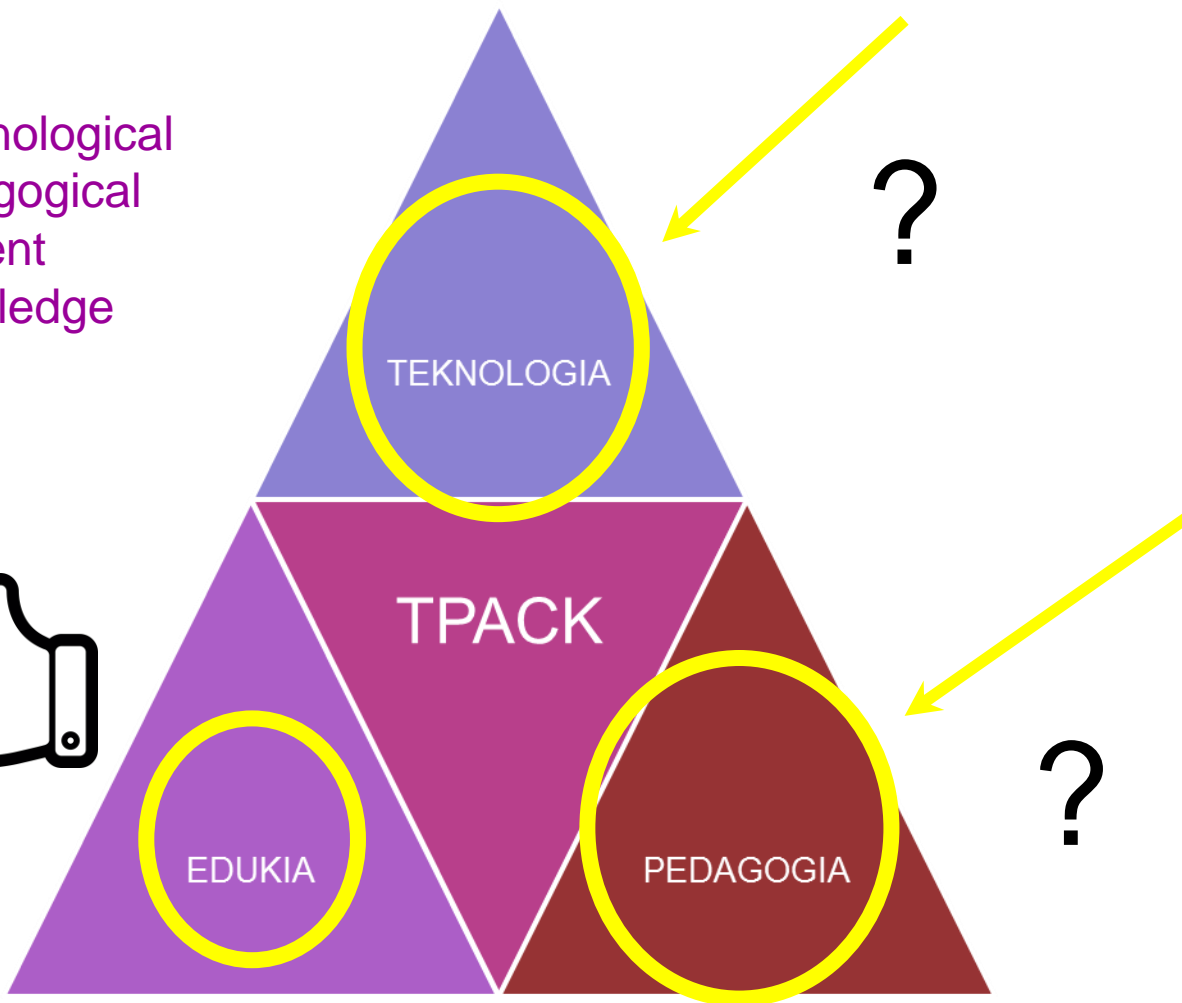 nological
gogical
ent
ledge
?
TEKNOLOGIA
TPACK
?
EDUKIA
PEDAGOGIA